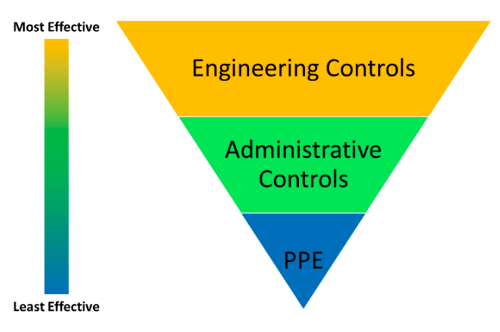 Most Effective
Engineering Controls
Administrative
Controls
PPE
Least Effective